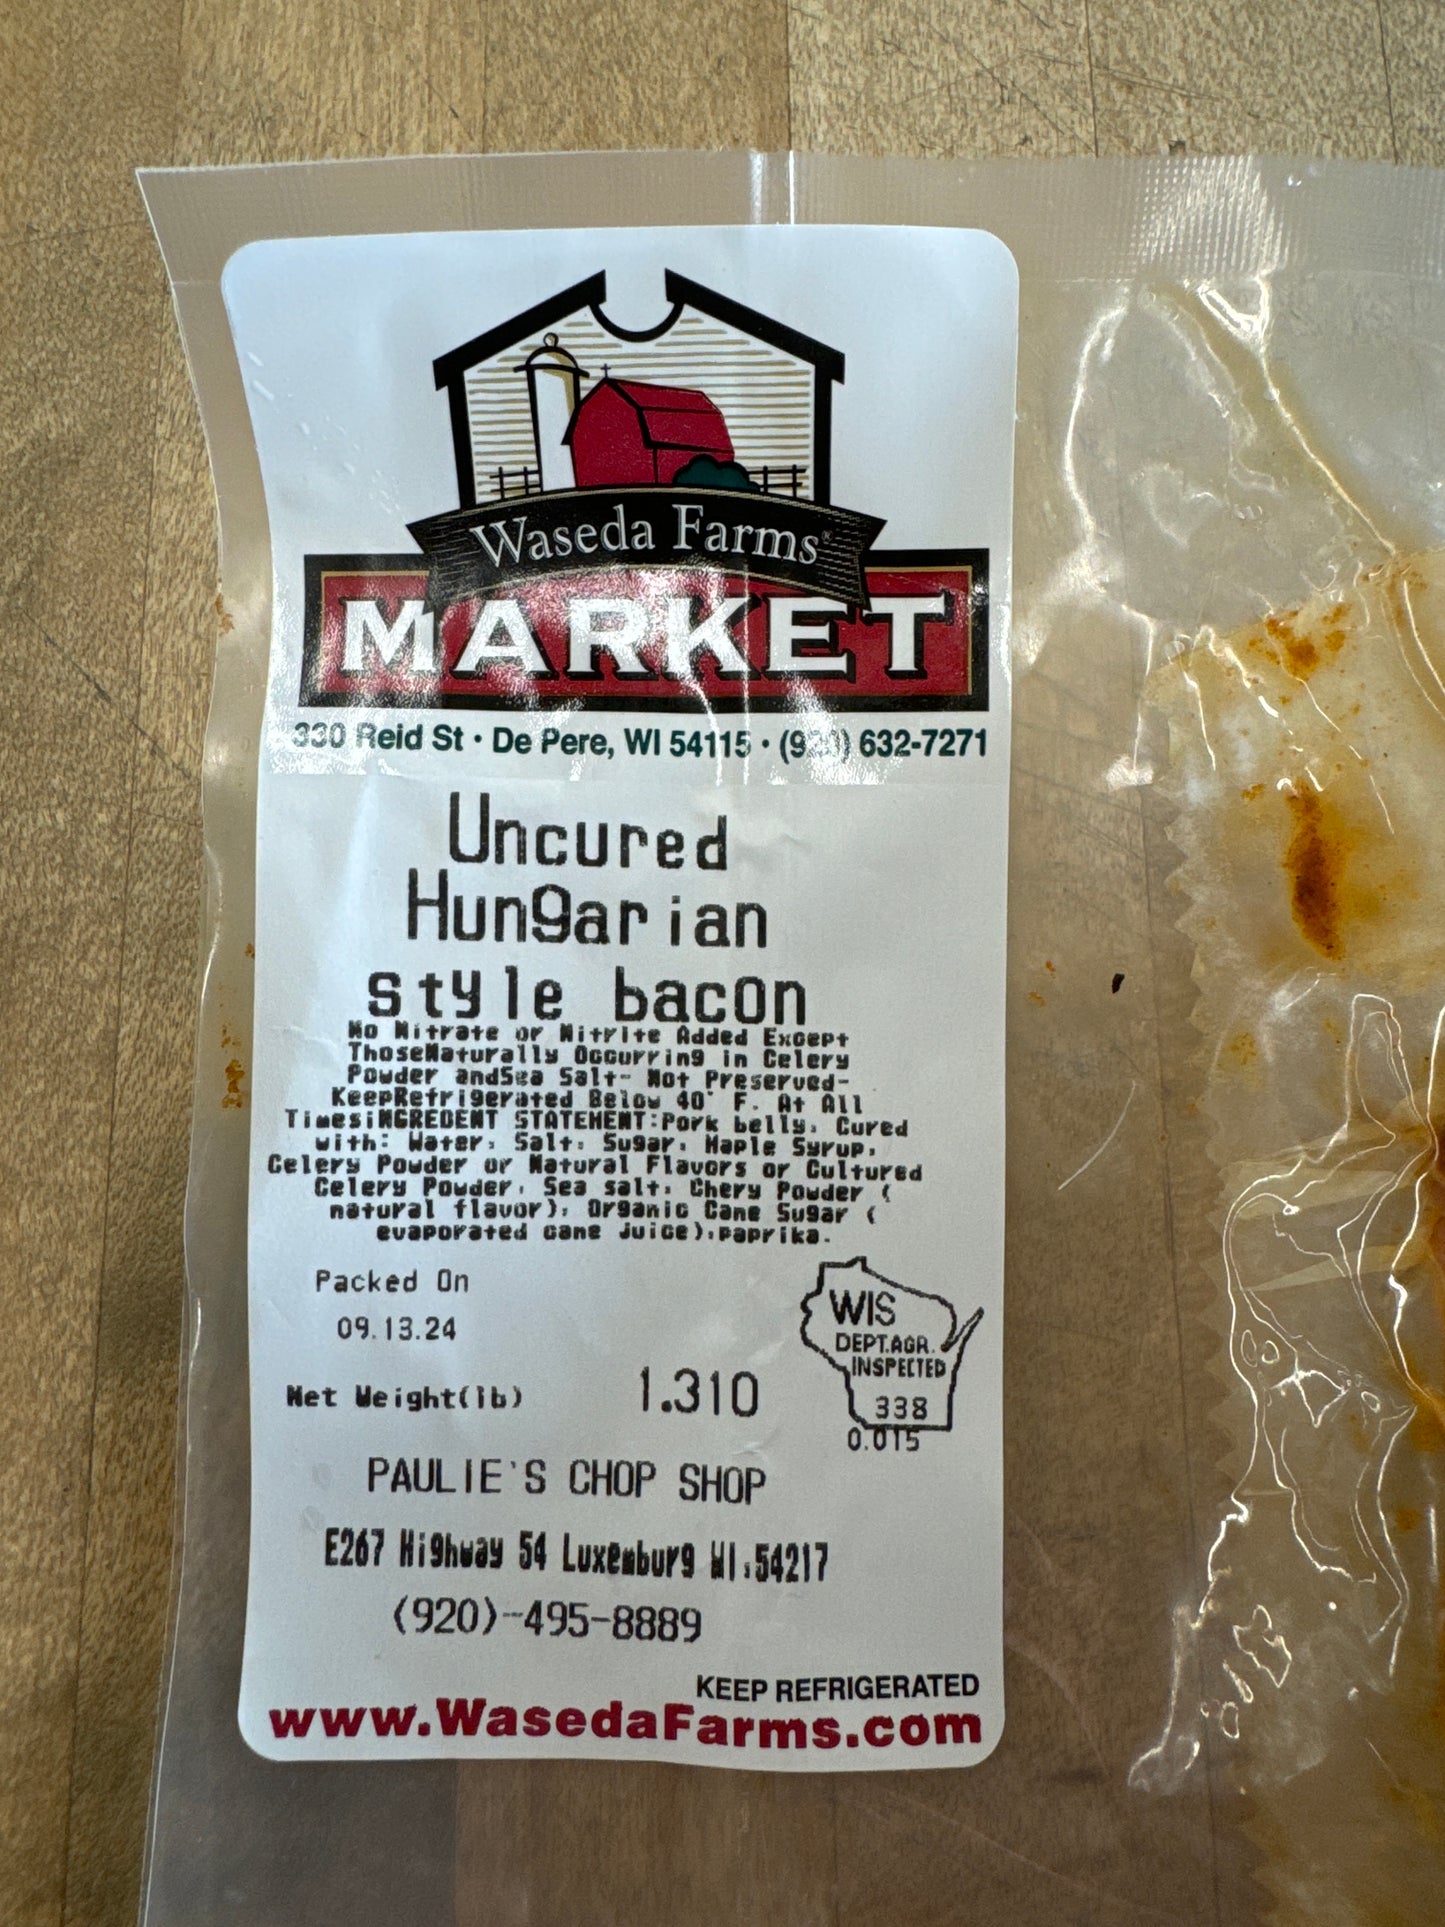 Waseda Farms®
MARKET
330 Reid St • De Pere, WI 54115 • (920) 632-7271
Uncured
Hungarian
style bacon
No Nitrate or Nitrite Added Except
ThoseNaturally Occurring in Celery
Powder andSea Salt- Not Preserved-
KeepRefrigerated Below 40° F. At All
TimesiNGREDENT STATEMENT:Pork belly, Cured
with: Water, Salt, Sugar, Maple Syrup,
Celery Powder or Natural Flavors or Cultured
Celery Powder, Sea salt, Chery Powder (
natural flavor), Organic Cane Sugar (
evaporated cane juice),paprika.
Packed On
09.13.24
WIS
DEPT.AGR.
INSPECTED
338
Net Weight(lb) 1.310
0.015
PAULIE'S CHOP SHOP
E267 Highway 54 Luxemburg WI,54217
(920)-495-8889
KEEP REFRIGERATED
www.WasedaFarms.com